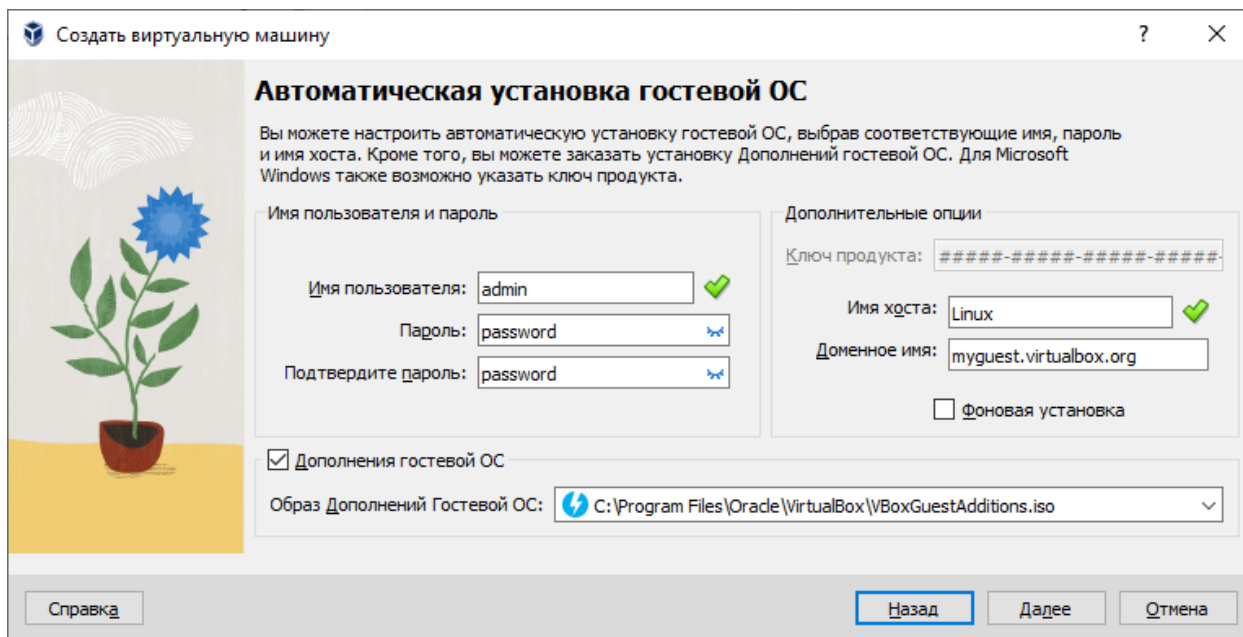 Создать виртуальную машину
?
Автоматическая установка гостевой ОС
Вы можете настроить автоматическую установку гостевой ОС, выбрав соответствующие имя, пароль
и имя хоста. Кроме того, вы можете заказать установку Дополнений гостевой ОС. Для Microsoft
Windows также возможно указать ключ продукта.
Имя пользователя и пароль
Имя пользователя: admin
Пароль: password
Подтвердите пароль: password
Дополнительные опции
Ключ продукта: #####-#####-#####-#####-
Имя хоста: Linux
Доменное имя: myguest.virtualbox.org
Фоновая установка
Дополнения гостевой ОС
Образ Дополнений Гостевой ОС: C:\Program Files\Oracle\VirtualBox\VBoxGuestAdditions.iso
Справка Назад Далее Отмена